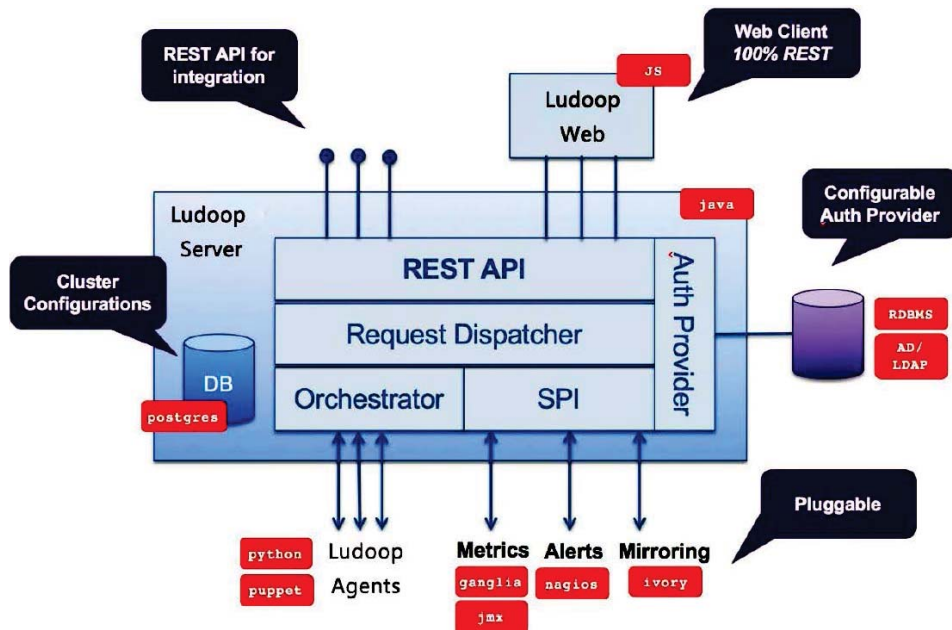 REST API for
integration
Web Client
100% REST
JS
Ludoop
Web
java
Ludoop
Server
Configurable
Auth Provider
Cluster
Configurations
REST API
Auth Provider
Request Dispatcher
RDBMS
AD/
LDAP
DB
postgres
Orchestrator
SPI
Pluggable
python
puppet
Ludoop
Agents
Metrics
ganglia
jmx
Alerts
nagios
Mirroring
ivory